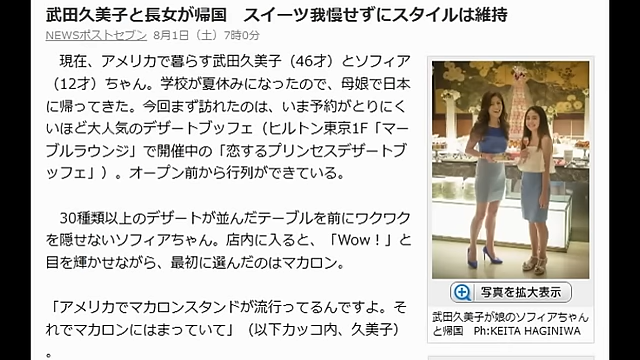 武田久美子と長女が帰国　スイーツ我慢せずにスタイルは維持
NEWSポストセブン　8月1日（土）7時0分
　現在、アメリカで暮らす武田久美子（46才）とソフィア
（12才）ちゃん。学校が夏休みになったので、母娘で日本
に帰ってきた。今回まず訪れたのは、いま予約がとりにく
いほど大人気のデザートブッフェ（ヒルトン東京1F「マー
ブルラウンジ」で開催中の「恋するプリンセスデザートブ
ッフェ」）。オープン前から行列ができている。
　30種類以上のデザートが並んだテーブルを前にワクワク
を隠せないソフィアちゃん。店内に入ると、「Wow！」と
目を輝かせながら、最初に選んだのはマカロン。
「アメリカでマカロンスタンドが流行ってるんですよ。そ
れでマカロンにはまっていて」（以下カッコ内、久美子）
。
写真を拡大表示
武田久美子が娘のソフィアちゃん
と帰国　Ph:KEITA HAGINIWA